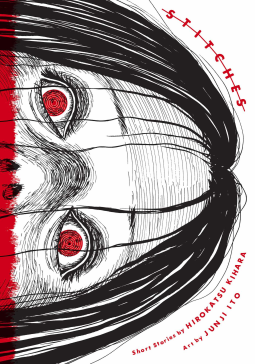 STITCHES
Short Stories by HIROKATSU KIHARA
Art by JUNJI ITO